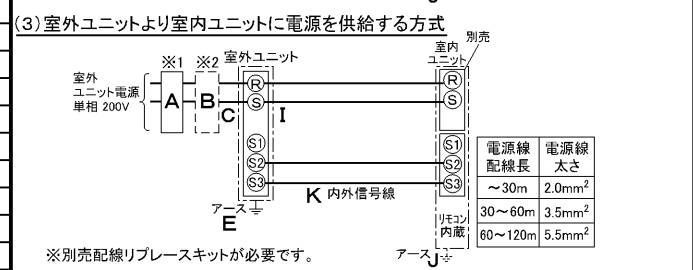 (3)室外ユニットより室内ユニットに電源を供給する方式
※1 ※2 室外ユニット
室内
ユニット
別売
室外
ユニット電源
単相 200V
A B C I
R R
S S
S1 S1
S2 S2
S3 S3
K 内外信号線
アース
E
リモコン
内蔵
アース J
電源線
配線長
電源線
太さ
～30m 2.0mm²
30～60m 3.5mm²
60～120m 5.5mm²
※別売配線リプレースキットが必要です。